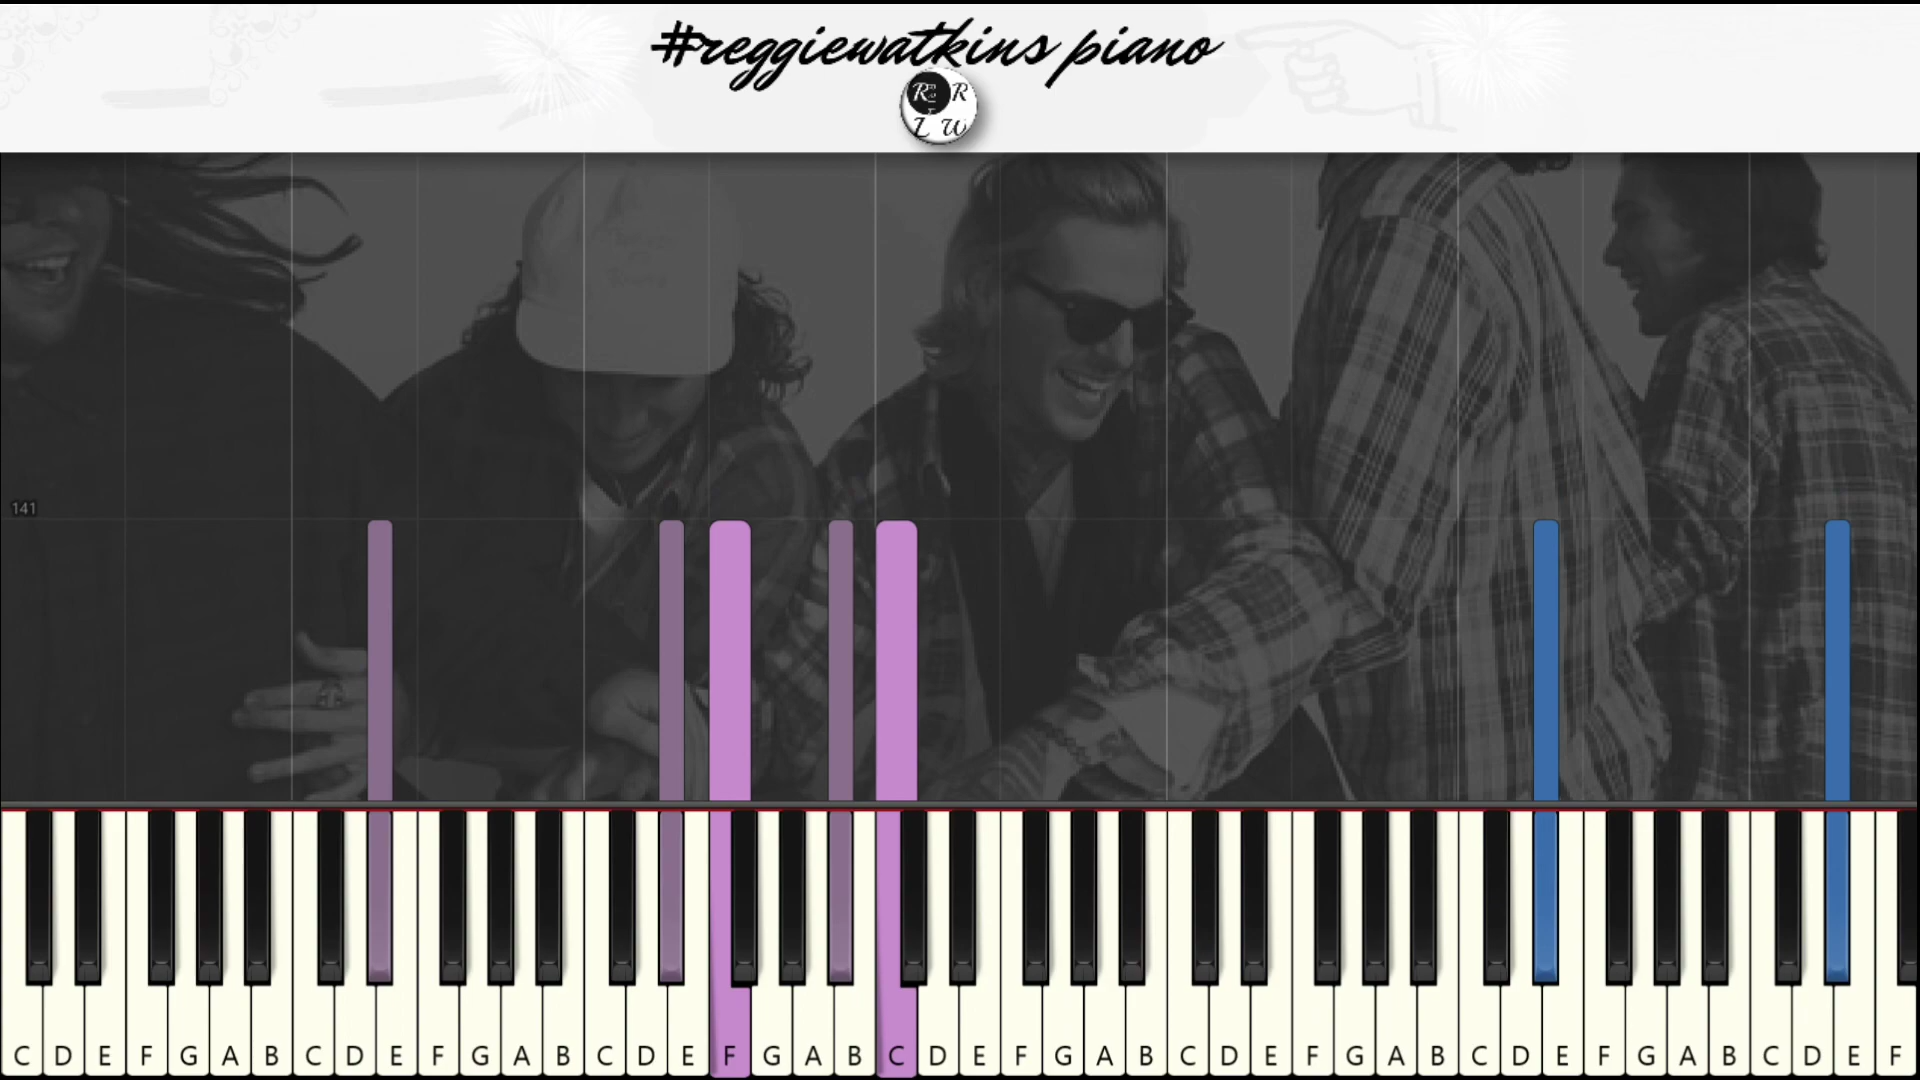 #reggiewatkins piano
R R
L W
141
C D E F G A B C D E F G A B C D E F G A B C D E F G A B C D E F G A B C D E F G A B C D E F